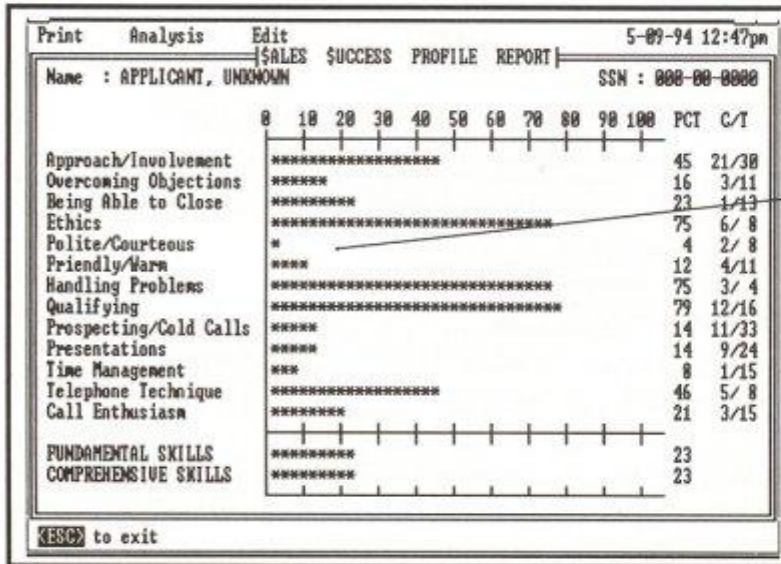 Print Analysis Edit 5-09-94 12:47pm
$ALES $UCCESS PROFILE REPORT
Name : APPLICANT, UNKNOWN SSN : 000-00-0000
0 10 20 30 40 50 60 70 80 90 100 PCT C/T
Approach/Involvement *********************** 45 21/30
Overcoming Objections ******* 16 3/11
Being Able to Close ********** 23 1/13
Ethics ************************************** 75 6/ 8
Polite/Courteous * 4 2/ 8
Friendly/Warm **** 12 4/11
Handling Problems ************************************** 75 3/ 4
Qualifying *************************************** 79 12/16
Prospecting/Cold Calls ****** 14 11/33
Presentations ****** 14 9/24
Time Management *** 8 1/15
Telephone Technique *********************** 46 5/ 8
Call Enthusiasm ********* 21 3/15
FUNDAMENTAL SKILLS ********** 23
COMPREHENSIVE SKILLS ********** 23
<ESC> to exit